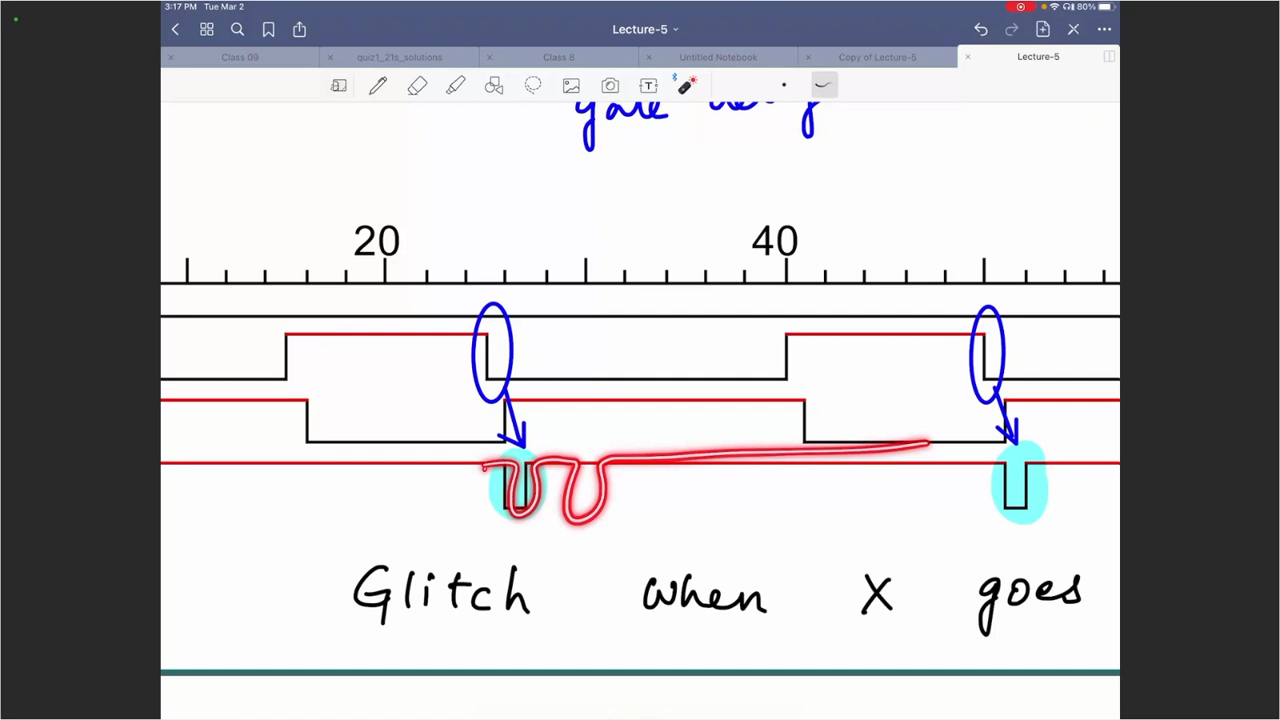 3:17 PM Tue Mar 2
80%
Lecture-5
Class 09
quiz1_21s_solutions
Class 8
Untitled Notebook
Copy of Lecture-5
Lecture-5
20 40
Glitch when X goes